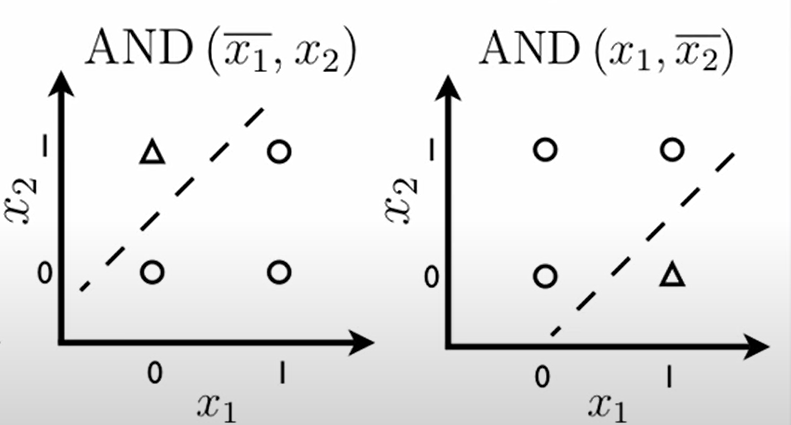 AND (x̅₁, x₂)
AND (x₁, x̅₂)
1
x₂
0
0
1
x₁
1
x₂
0
0
1
x₁